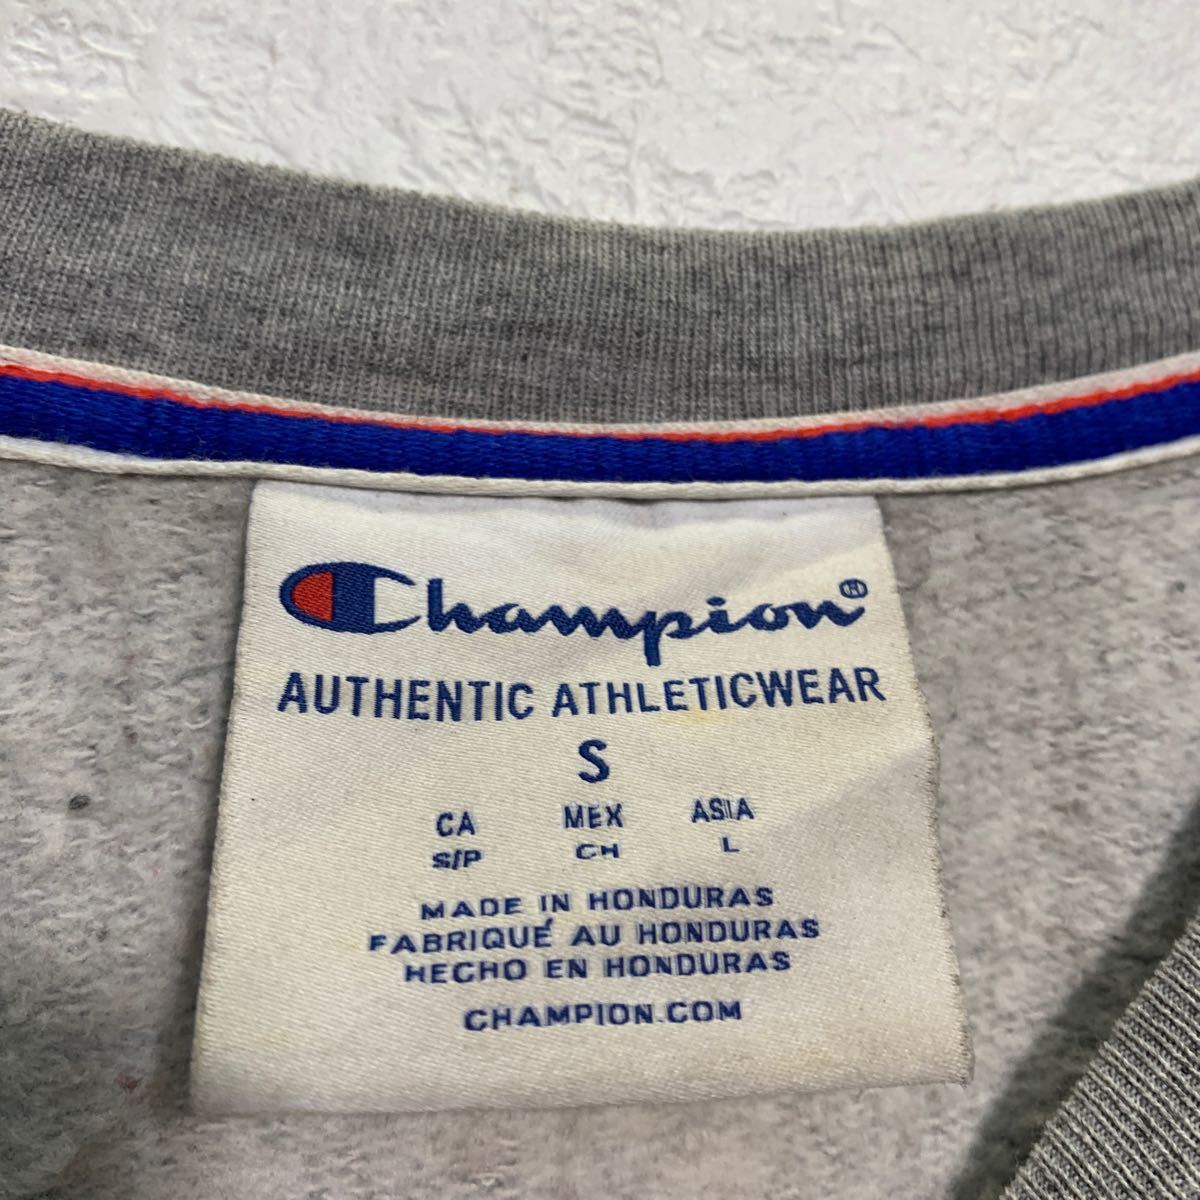 Champion®
AUTHENTIC ATHLETICWEAR
S
CA MEX ASIA
S/P CH L
MADE IN HONDURAS
FABRIQUÉ AU HONDURAS
HECHO EN HONDURAS
CHAMPION.COM